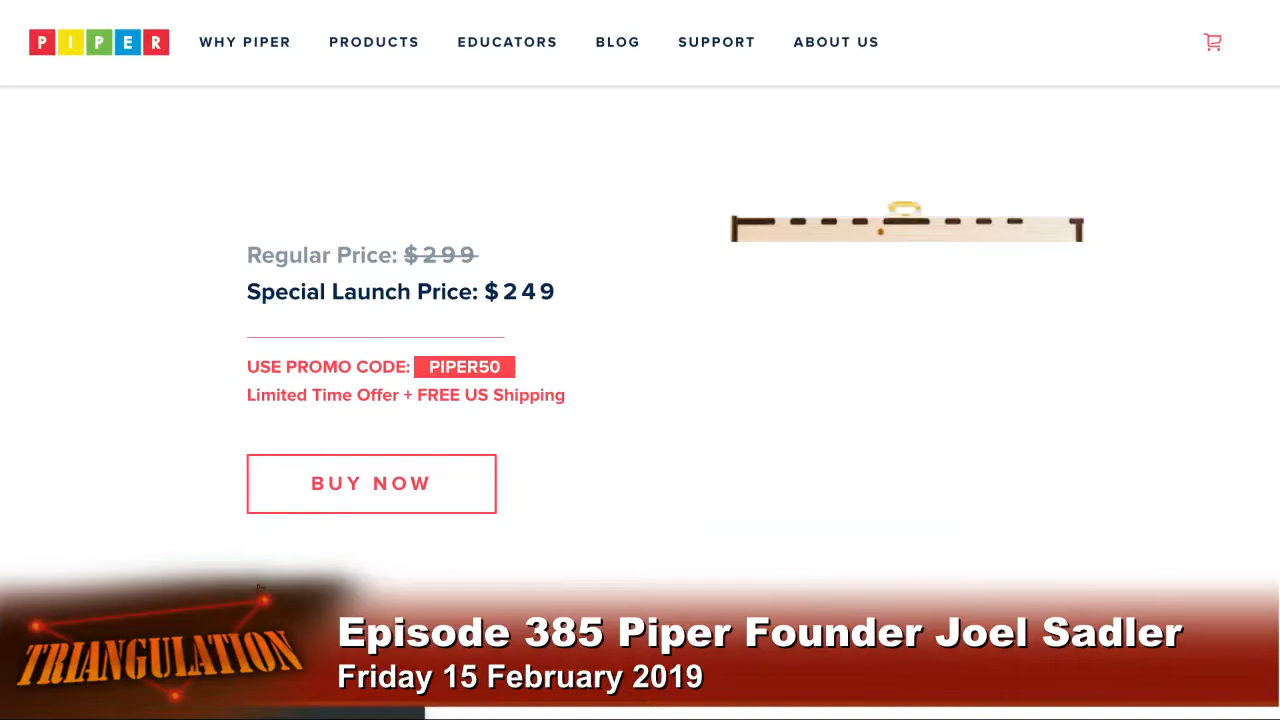 PIPER
WHY PIPER
PRODUCTS
EDUCATORS
BLOG
SUPPORT
ABOUT US
Regular Price: $299
Special Launch Price: $249
USE PROMO CODE: PIPER50
Limited Time Offer + FREE US Shipping
BUY NOW
TRIANGULATION
Episode 385 Piper Founder Joel Sadler
Friday 15 February 2019